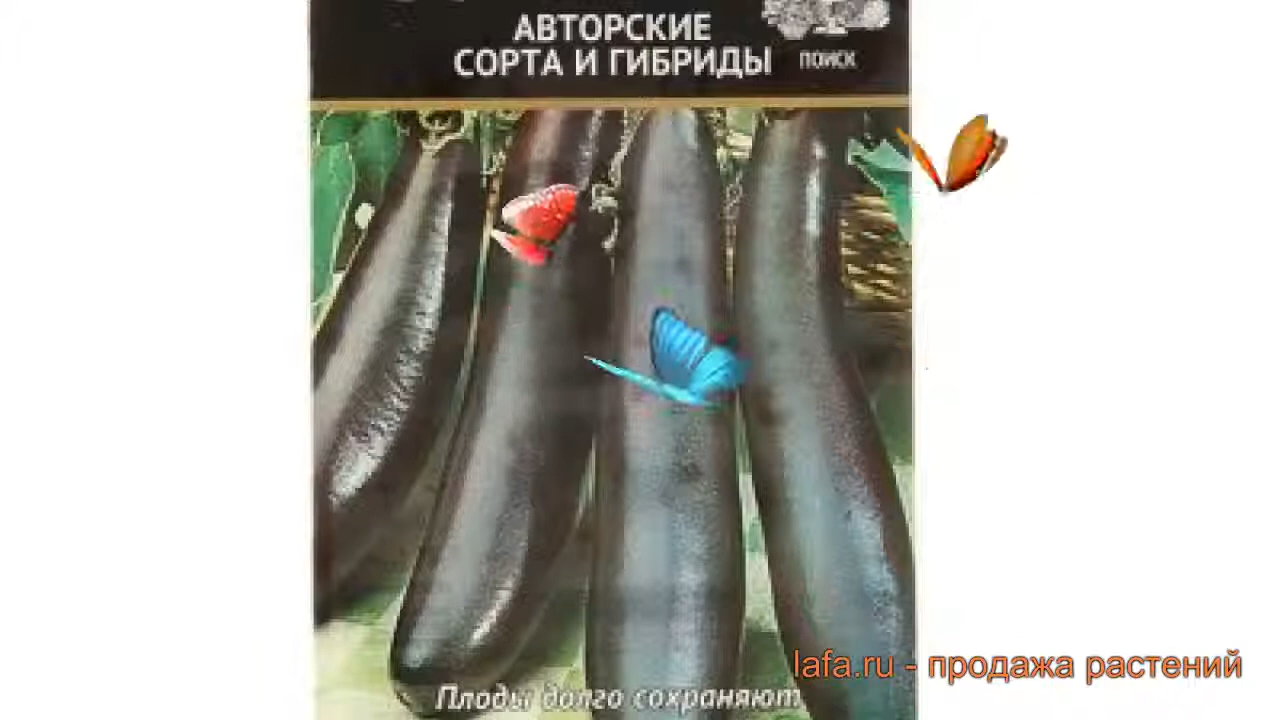 АВТОРСКИЕ
СОРТА И ГИБРИДЫ
ПОИСК
lafa.ru - продажа растений
Плоды долго сохраняют